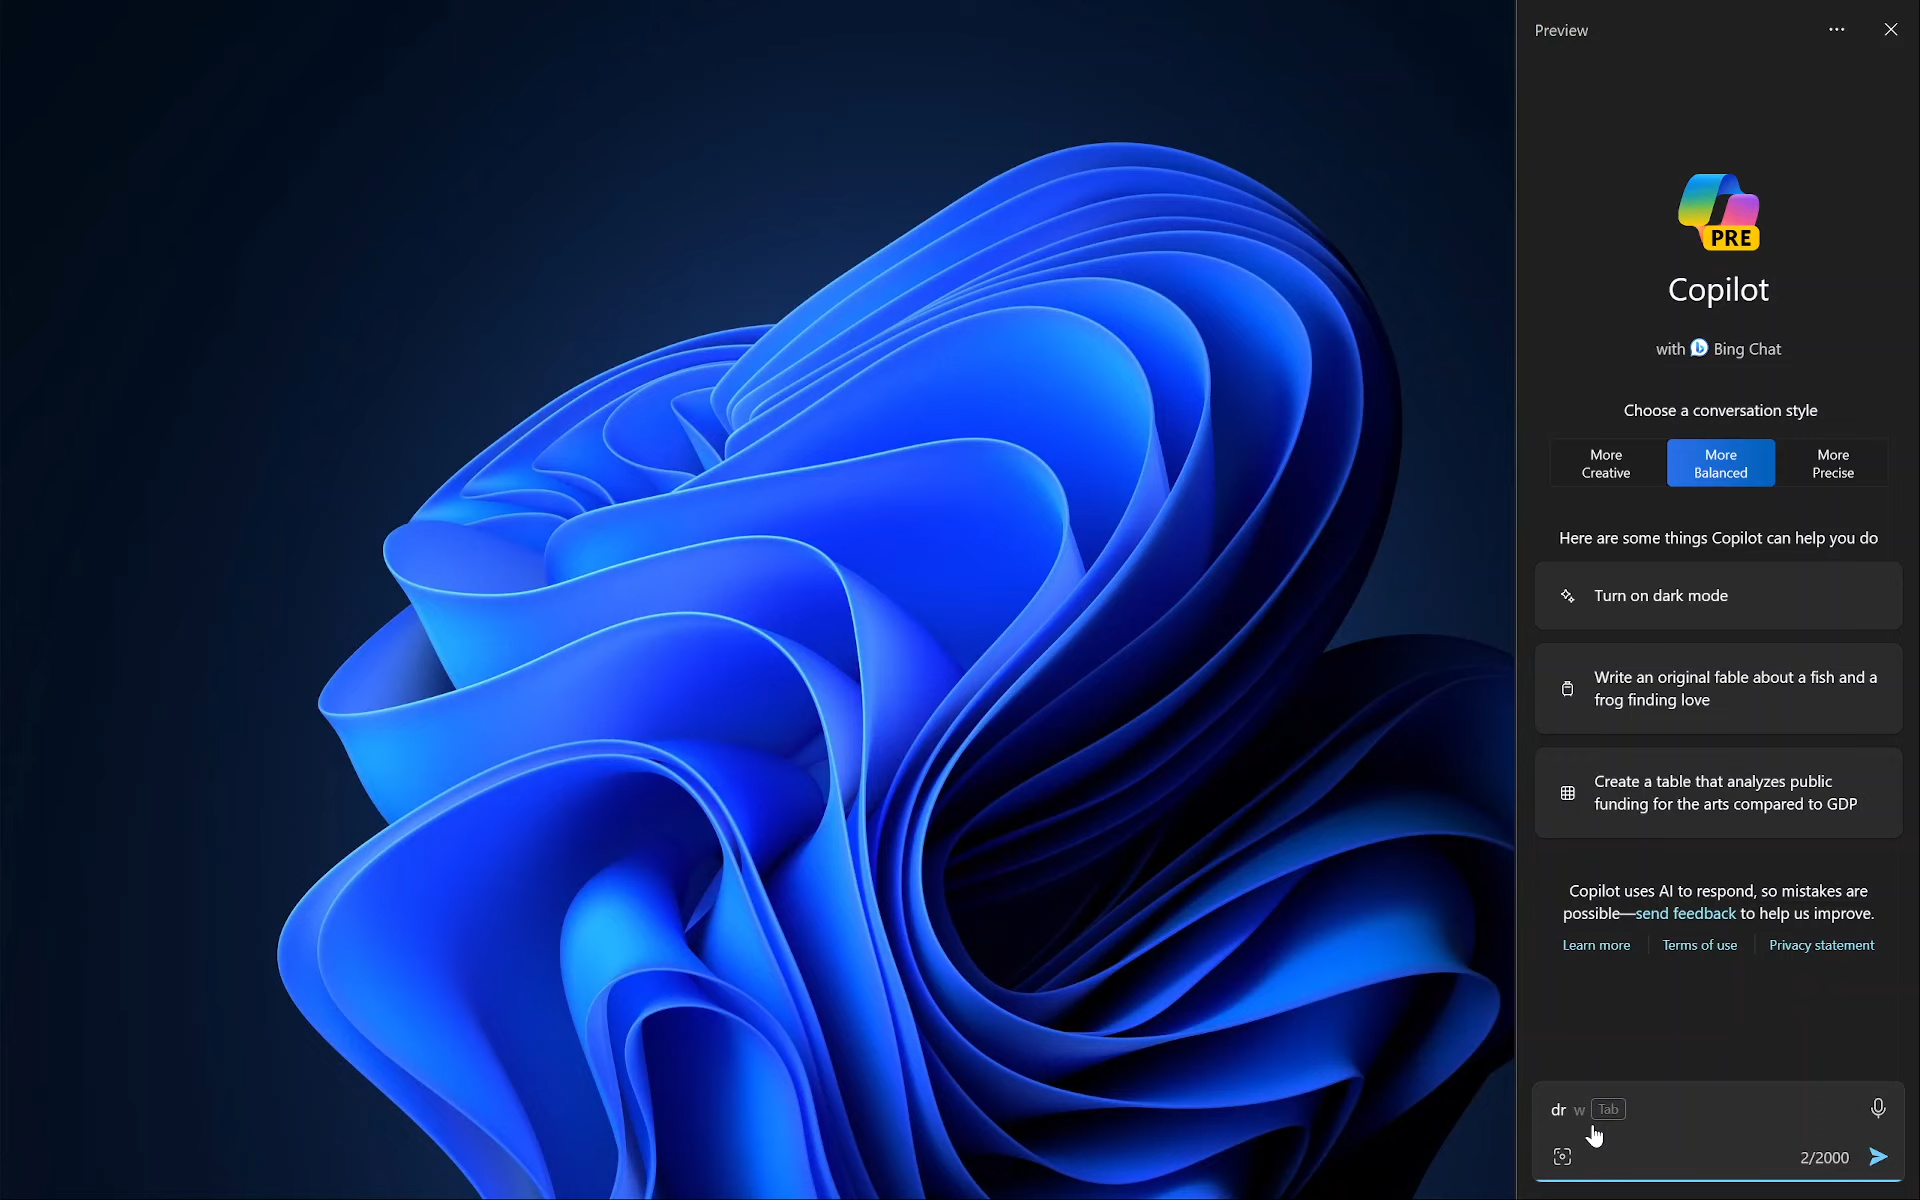 Preview
PRE
Copilot
with Bing Chat
Choose a conversation style
More
Creative
More
Balanced
More
Precise
Here are some things Copilot can help you do
Turn on dark mode
Write an original fable about a fish and a
frog finding love
Create a table that analyzes public
funding for the arts compared to GDP
Copilot uses AI to respond, so mistakes are
possible—send feedback to help us improve.
Learn more Terms of use Privacy statement
dr w Tab
2/2000